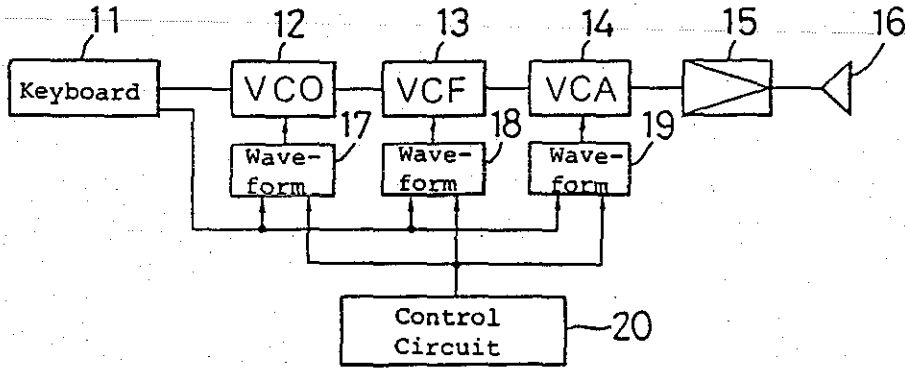 11
12
13
14
15
16
Keyboard
VCO
VCF
VCA
17
18
19
Wave-
form
Wave-
form
Wave-
form
Control
Circuit
20